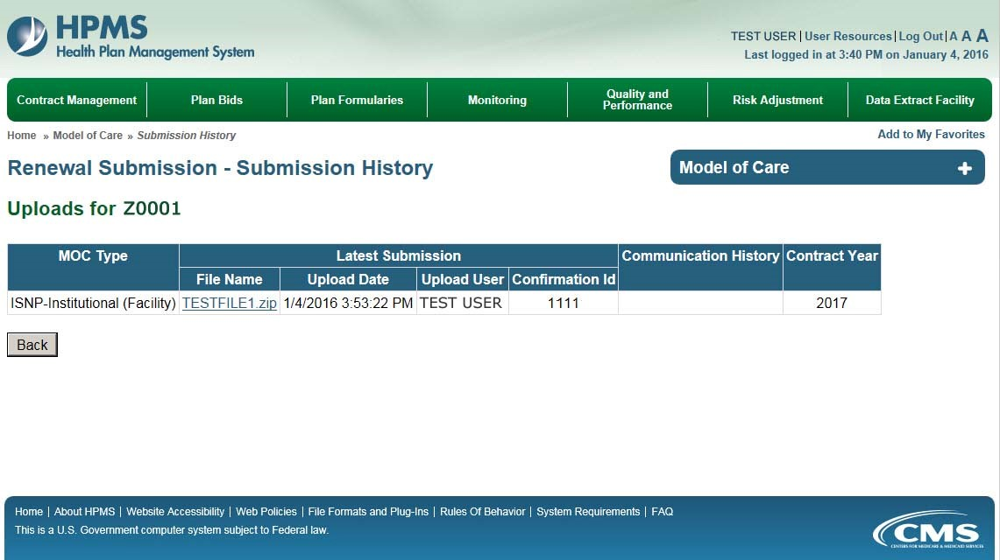 HPMS
Health Plan Management System
TEST USER | User Resources | Log Out | A A A
Last logged in at 3:40 PM on January 4, 2016
Contract Management Plan Bids Plan Formularies Monitoring Quality and Performance Risk Adjustment Data Extract Facility
Home » Model of Care » Submission History
Add to My Favorites
Renewal Submission - Submission History
Model of Care +
Uploads for Z0001
MOC Type Latest Submission Communication History Contract Year
File Name Upload Date Upload User Confirmation Id
ISNP-Institutional (Facility) TESTFILE1.zip 1/4/2016 3:53:22 PM TEST USER 1111 2017
Back
Home | About HPMS | Website Accessibility | Web Policies | File Formats and Plug-Ins | Rules Of Behavior | System Requirements | FAQ
This is a U.S. Government computer system subject to Federal law.
CMS
CENTERS FOR MEDICARE & MEDICAID SERVICES